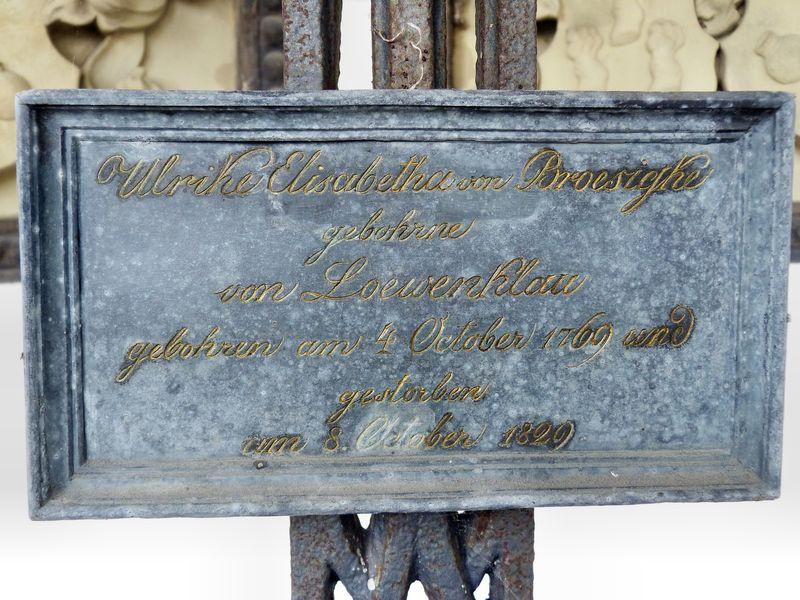 Ulrike Elisabetha von Broesigke
gebohrne
von Loewenklau
gebohren am 4 October 1769 und
gestorben
am 8. October 1829